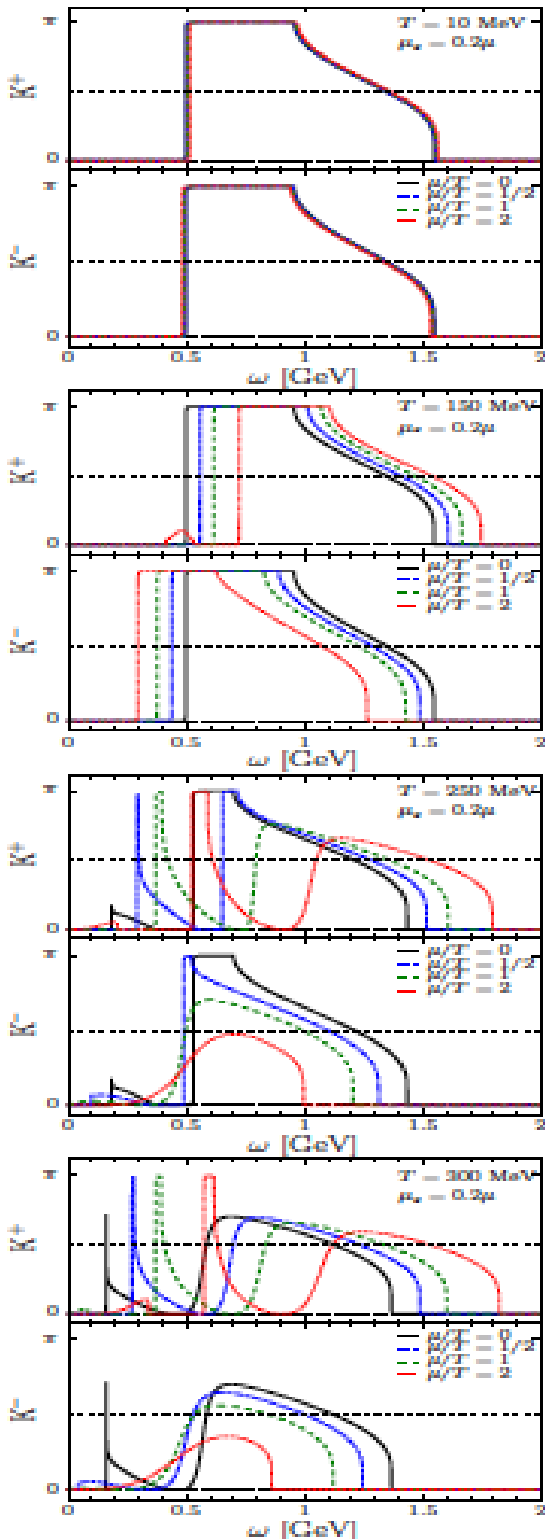 T = 10 MeV
μₛ = 0.2μ
π
K⁺
0
μ/T = 0
μ/T = 1/2
μ/T = 1
μ/T = 2
π
K⁻
0
0 0.5 1 1.5 2
ω [GeV]
T = 150 MeV
μₛ = 0.2μ
π
K⁺
0
μ/T = 0
μ/T = 1/2
μ/T = 1
μ/T = 2
π
K⁻
0
0 0.5 1 1.5 2
ω [GeV]
T = 250 MeV
μₛ = 0.2μ
π
K⁺
0
μ/T = 0
μ/T = 1/2
μ/T = 1
μ/T = 2
π
K⁻
0
0 0.5 1 1.5 2
ω [GeV]
T = 300 MeV
μₛ = 0.2μ
π
K⁺
0
μ/T = 0
μ/T = 1/2
μ/T = 1
μ/T = 2
π
K⁻
0
0 0.5 1 1.5 2
ω [GeV]